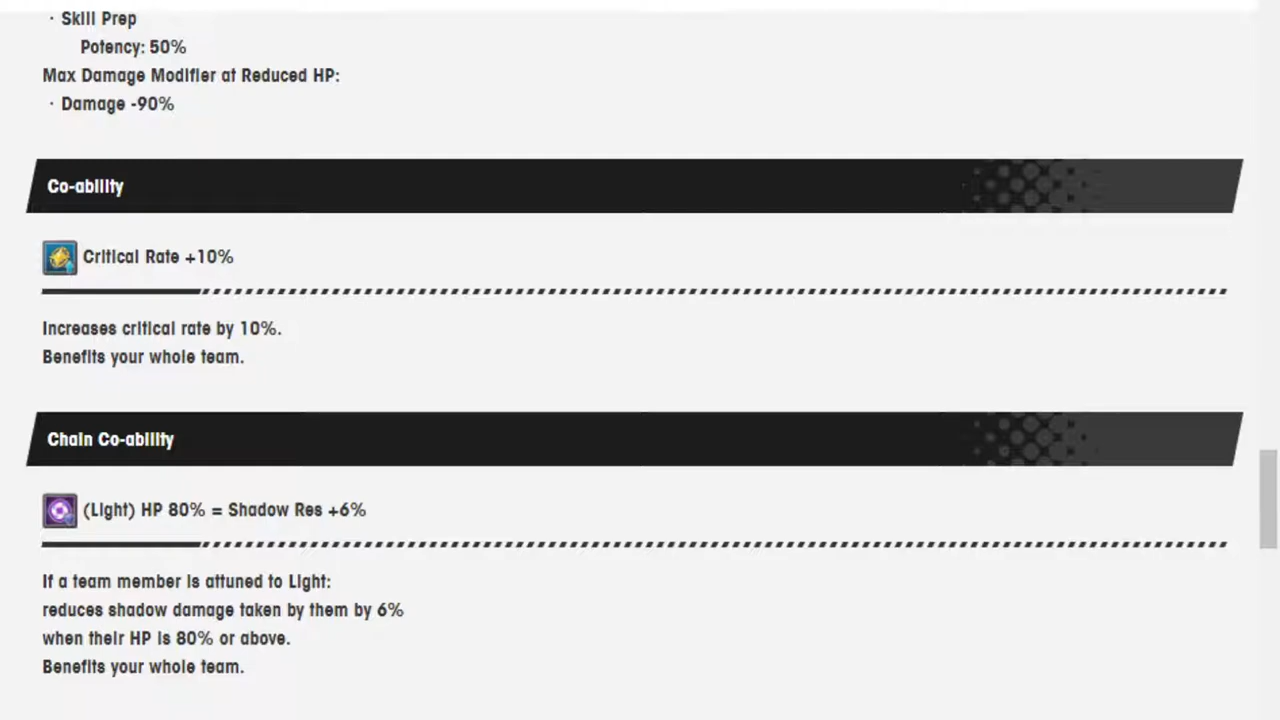 · Skill Prep
Potency: 50%
Max Damage Modifier at Reduced HP:
· Damage -90%
Co-ability
Critical Rate +10%
Increases critical rate by 10%.
Benefits your whole team.
Chain Co-ability
(Light) HP 80% = Shadow Res +6%
If a team member is attuned to Light:
reduces shadow damage taken by them by 6%
when their HP is 80% or above.
Benefits your whole team.